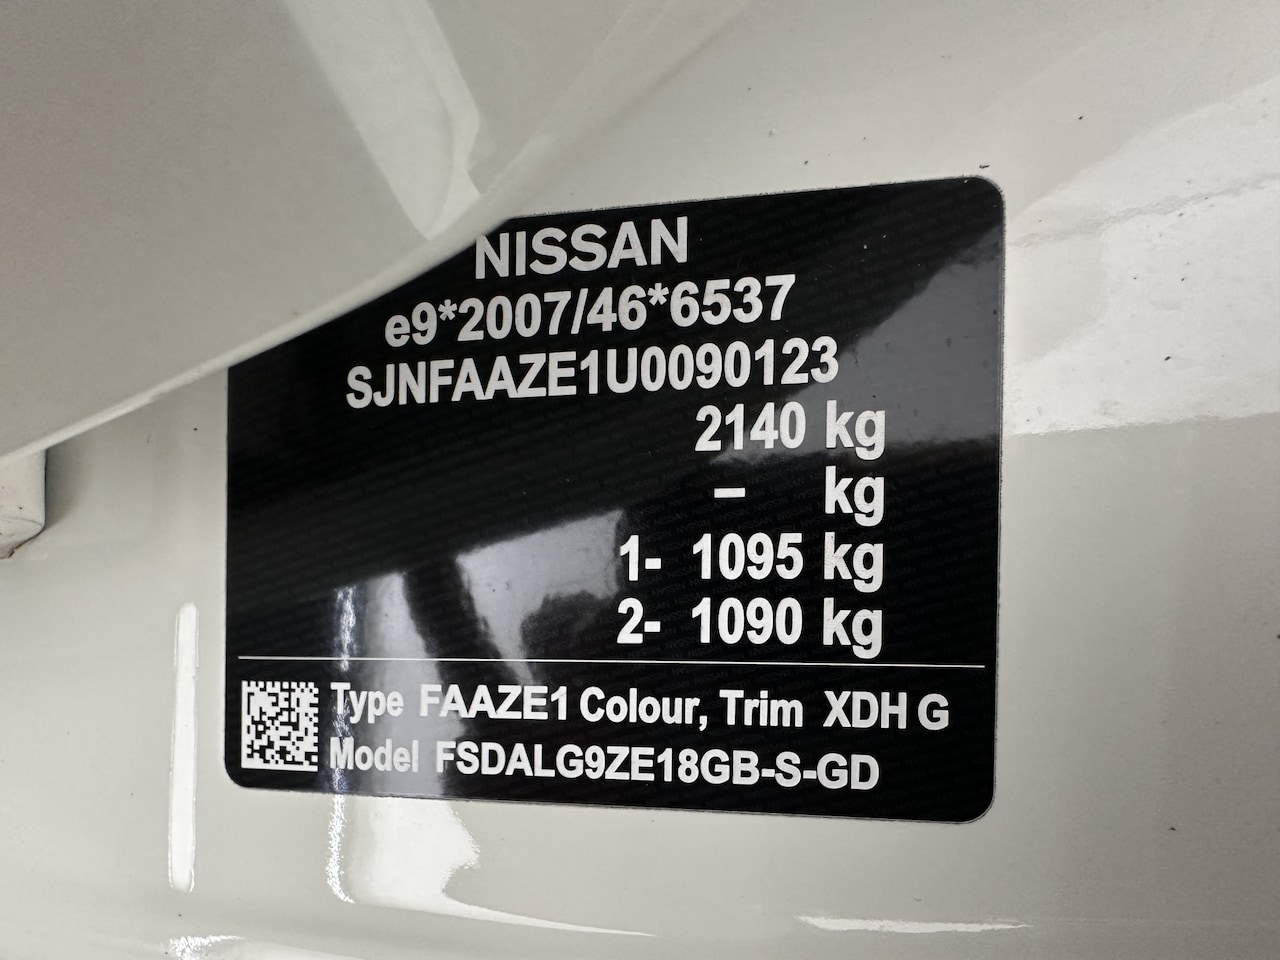 NISSAN
e9*2007/46*6537
SJNFAAZE1U0090123
2140 kg
– kg
1- 1095 kg
2- 1090 kg
Type FAAZE1 Colour, Trim XDH G
Model FSDALG9ZE18GB-S-GD